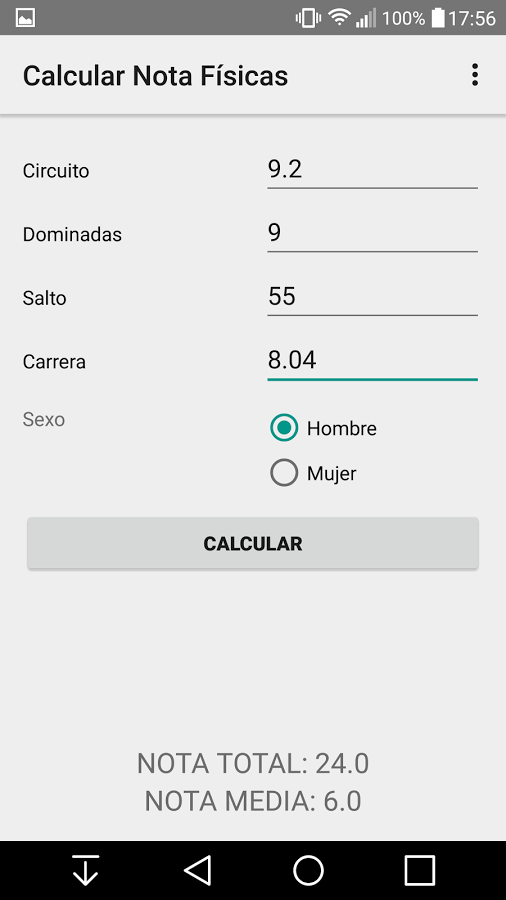 100% 17:56
Calcular Nota Físicas
Circuito 9.2
Dominadas 9
Salto 55
Carrera 8.04
Sexo
Hombre
Mujer
CALCULAR
NOTA TOTAL: 24.0
NOTA MEDIA: 6.0